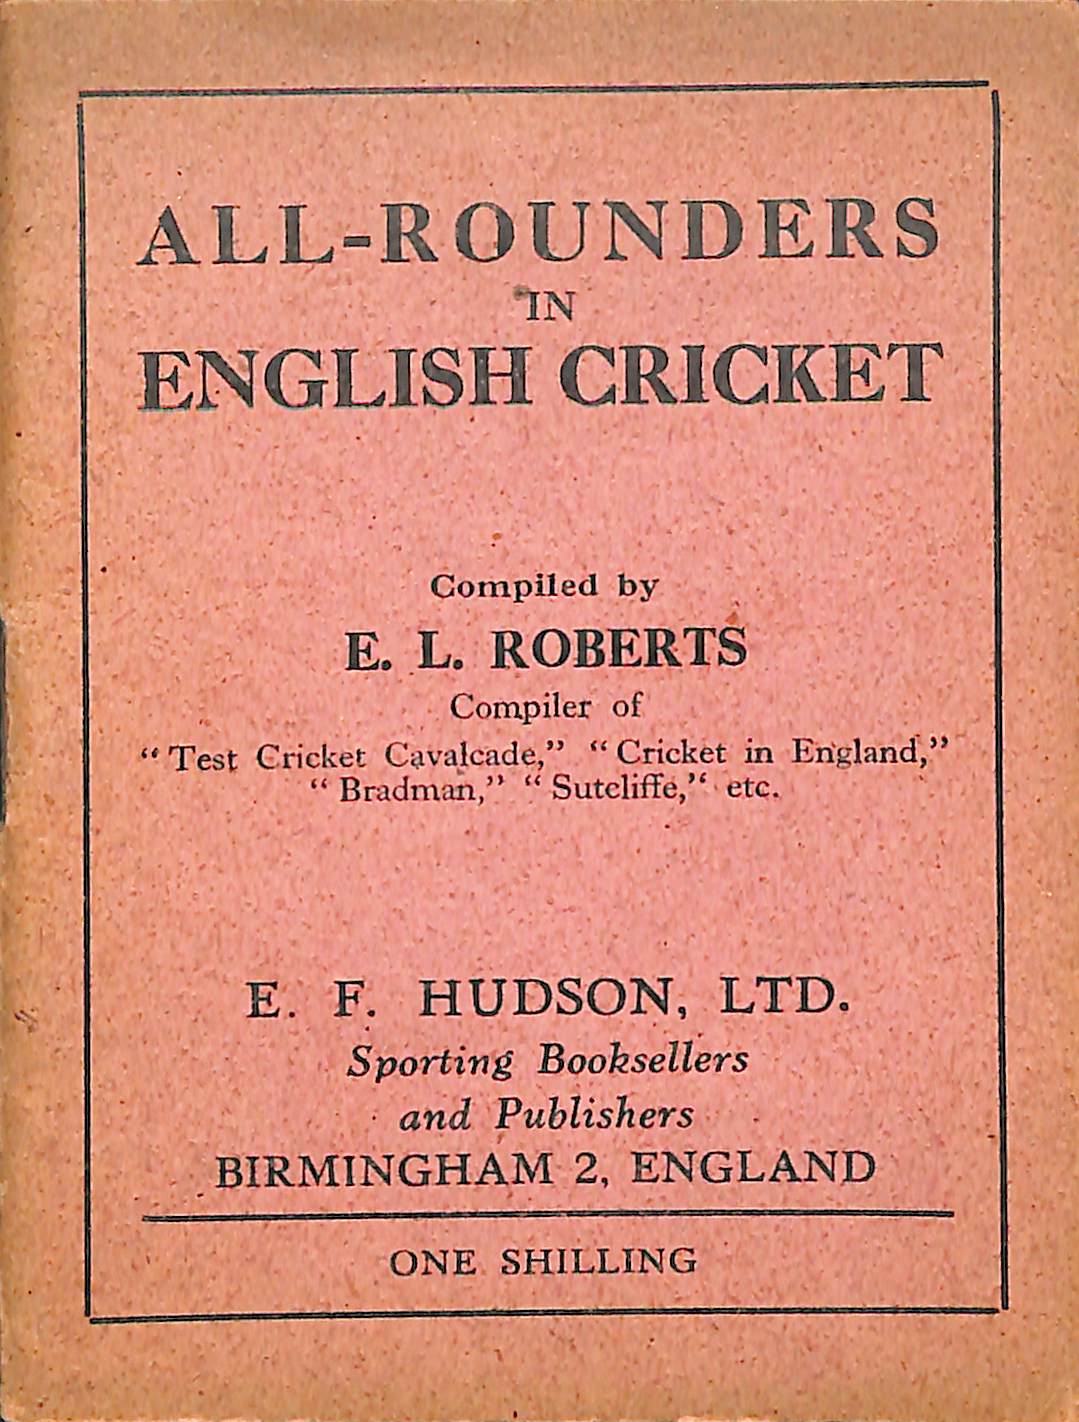 ALL-ROUNDERS
IN
ENGLISH CRICKET
Compiled by
E. L. ROBERTS
Compiler of
“Test Cricket Cavalcade,” “Cricket in England,”
“Bradman,” “Sutcliffe,“ etc.
E. F. HUDSON, LTD.
Sporting Booksellers
and Publishers
BIRMINGHAM 2, ENGLAND
ONE SHILLING